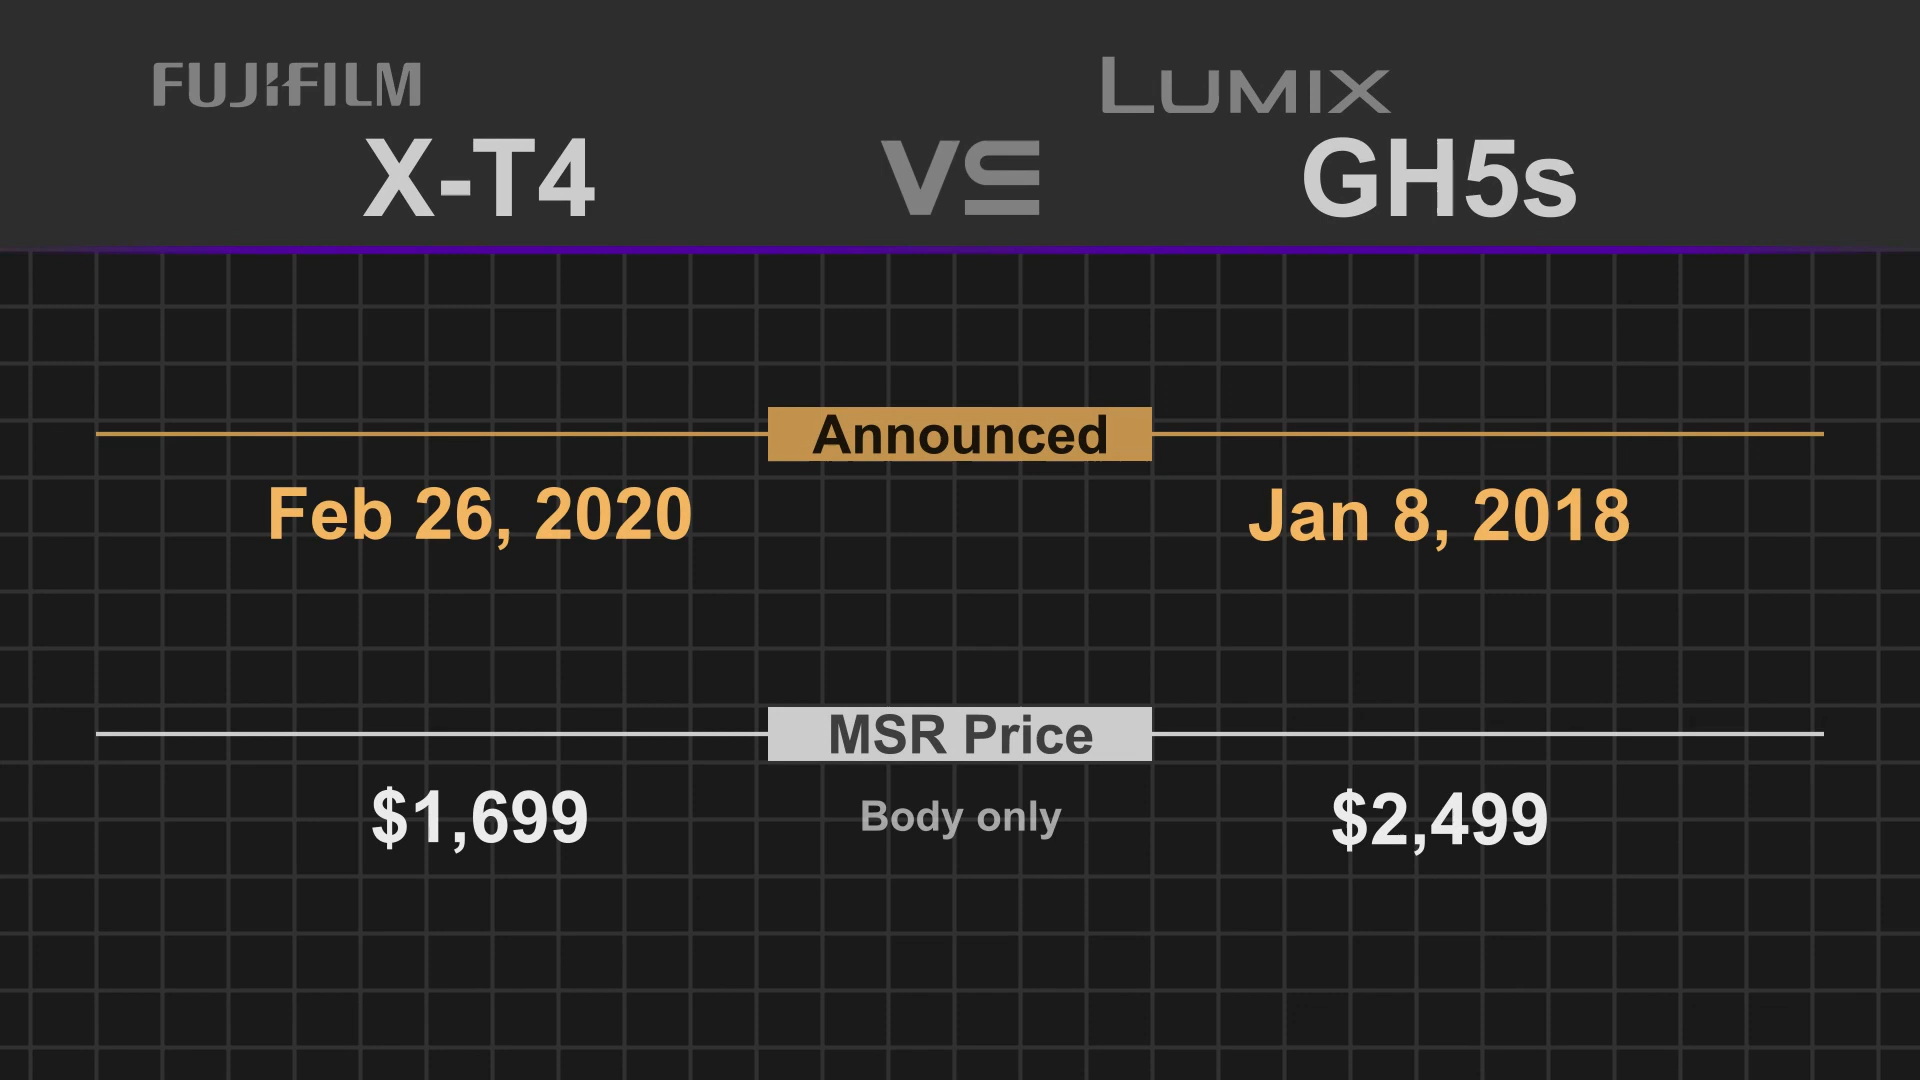 FUJIFILM
LUMIX
X-T4
VS
GH5s
Announced
Feb 26, 2020
Jan 8, 2018
MSR Price
$1,699
Body only
$2,499